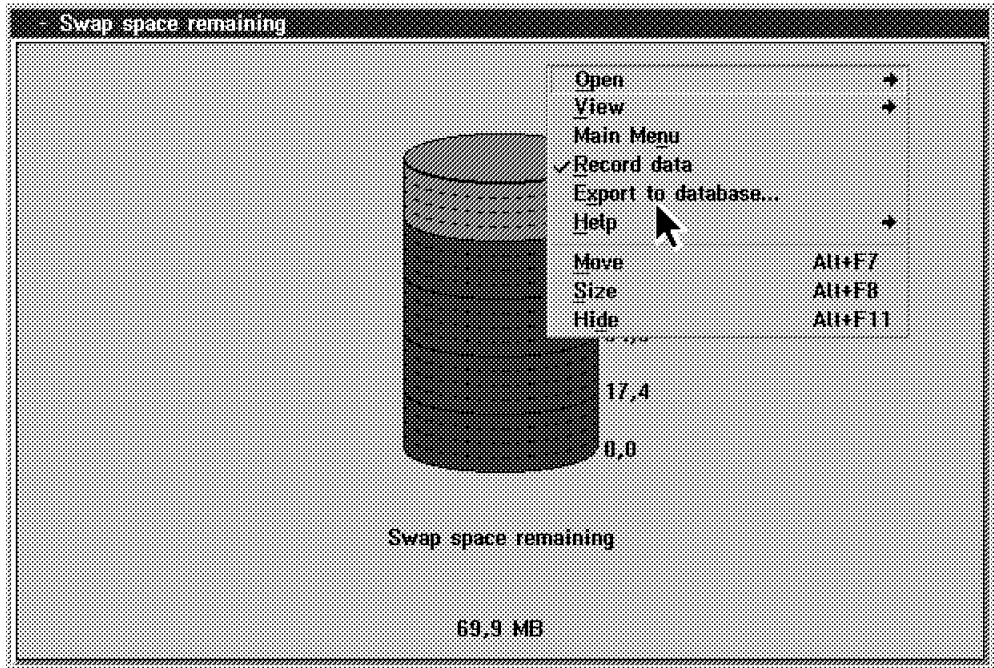 Swap space remaining
Open
View
Main Menu
Record data
Export to database...
Help
Move Alt+F7
Size Alt+F8
Hide Alt+F11
17,4
0,0
Swap space remaining
69,9 MB